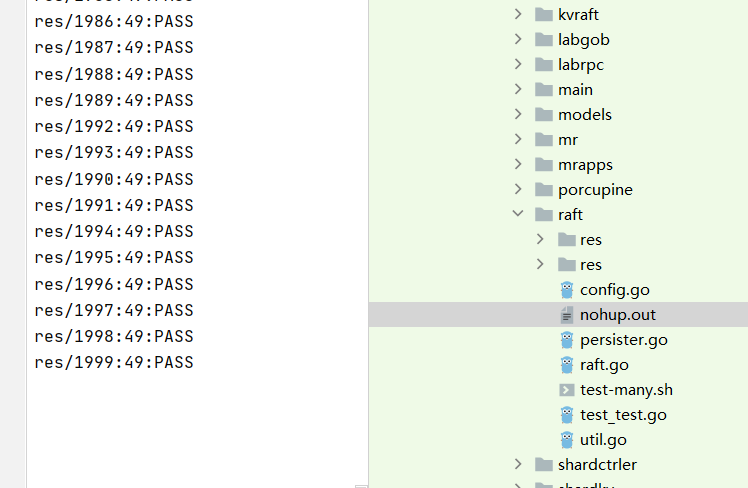 res/1986:49:PASS
res/1987:49:PASS
res/1988:49:PASS
res/1989:49:PASS
res/1992:49:PASS
res/1993:49:PASS
res/1990:49:PASS
res/1991:49:PASS
res/1994:49:PASS
res/1995:49:PASS
res/1996:49:PASS
res/1997:49:PASS
res/1998:49:PASS
res/1999:49:PASS
kvraft
labgob
labrpc
main
models
mr
mrapps
porcupine
raft
res
res
config.go
nohup.out
persister.go
raft.go
test-many.sh
test_test.go
util.go
shardctrler